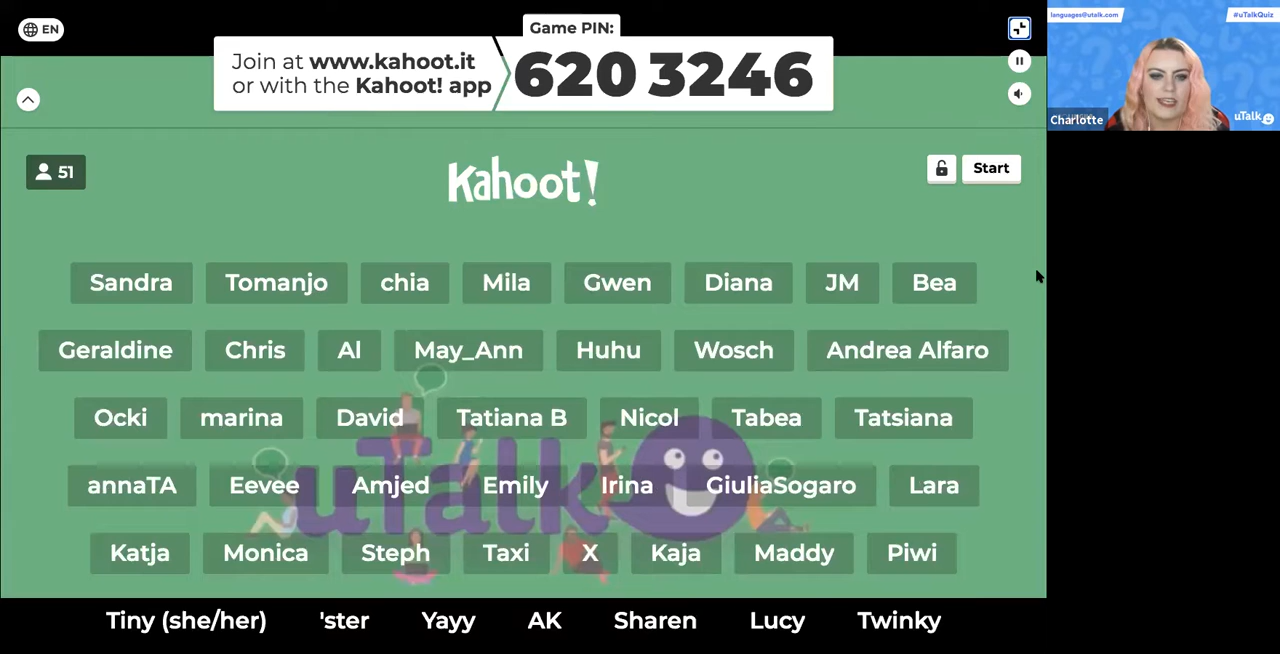 EN
Game PIN:
Join at www.kahoot.it
or with the Kahoot! app
620 3246
languages@utalk.com
#uTalkQuiz
Charlotte
uTalk
51
Kahoot!
Start
Sandra Tomanjo chia Mila Gwen Diana JM Bea
Geraldine Chris Al May_Ann Huhu Wosch Andrea Alfaro
Ocki marina David Tatiana B Nicol Tabea Tatsiana
uTalk
annaTA Eevee Amjed Emily Irina GiuliaSogaro Lara
Katja Monica Steph Taxi X Kaja Maddy Piwi
Tiny (she/her) 'ster Yayy AK Sharen Lucy Twinky